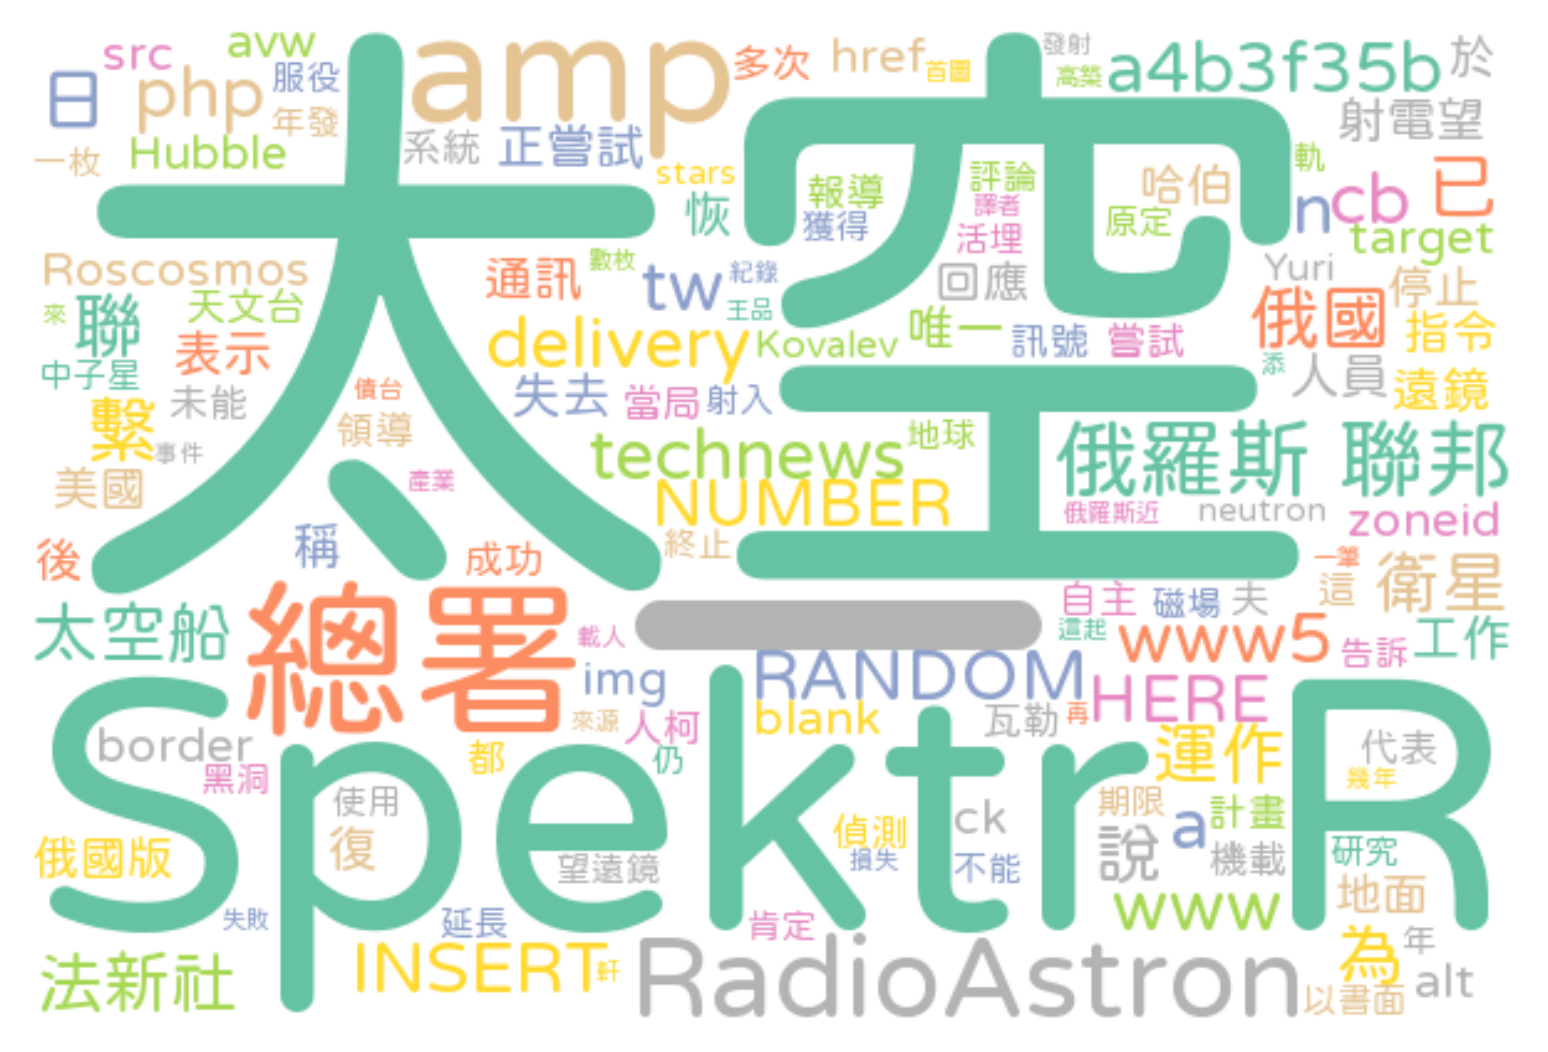 src
avw
amp
多次
href
首圖
發射
高築
a4b3f35b
於
日
php
服役
年發
太空
射電望
一枚
Hubble
系統
正嘗試
stars
恢
報導
獲得
評論
譯者
活埋
哈伯
原定
軌
n
cb
已
target
Roscosmos
通訊
數枚
tw
紀錄
王品
回應
Yuri
停止
來
聯
天文台
表示
delivery
Kovalev
唯一
訊號
嘗試
俄國
指令
中子星
未能
債台
失去
當局
射入
添
人員
遠鏡
繫
事件
領導
technews
地球
俄羅斯 聯邦
美國
產業
NUMBER
俄羅斯近
neutron
zoneid
後
稱
成功
終止
一筆
這
衛星
太空船
總署
一
載人
自主
磁場
夫
這起
www5
告訴
工作
img
RANDOM
HERE
border
來源
人柯
blank
瓦勒
再
Spektr
R
黑洞
都
仍
運作
代表
幾年
使用
復
望遠鏡
偵測
損失
ck
不能
期限
說
a
計畫
機載
研究
俄國版
失敗
延長
肯定
www
地面
法新社
INSERT
軒
RadioAstron
為
年
以書面
alt